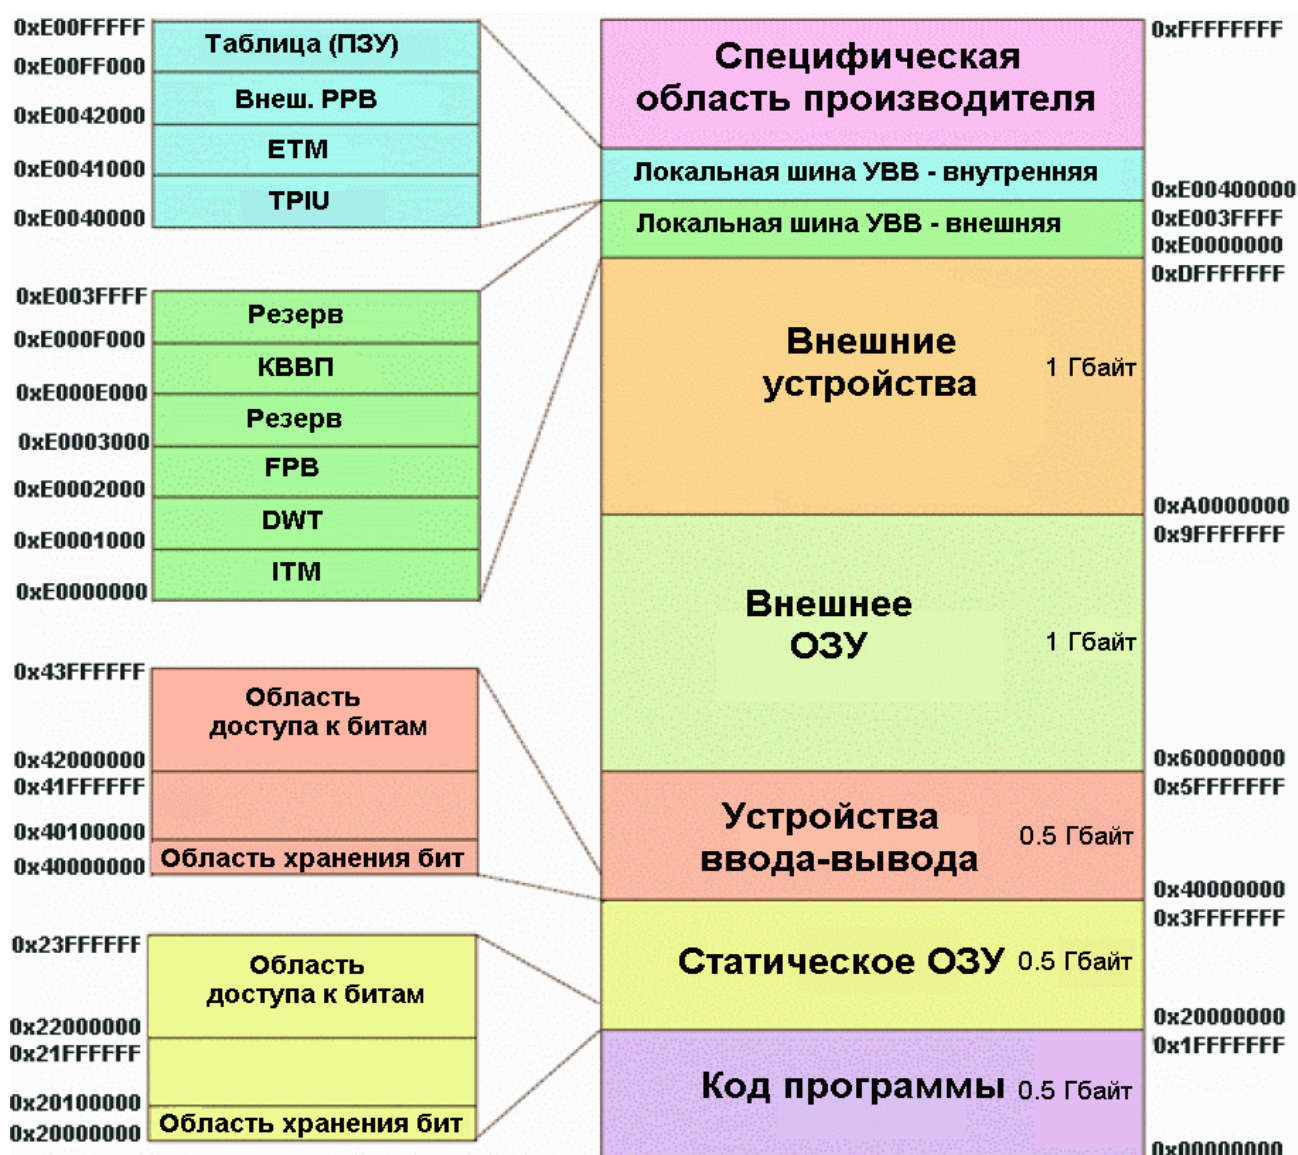 0xE00FFFFF
Таблица (ПЗУ)
0xE00FF000
Внеш. РРВ
0xE0042000
ETM
0xE0041000
TPIU
0xE0040000
0xE003FFFF
Резерв
0xE000F000
КВВП
0xE000E000
Резерв
0xE0003000
FPB
0xE0002000
DWT
0xE0001000
ITM
0xE0000000
0x43FFFFFF
Область
доступа к битам
0x42000000
0x41FFFFFF
0x40100000
Область хранения бит
0x40000000
0x23FFFFFF
Область
доступа к битам
0x22000000
0x21FFFFFF
0x20100000
Область хранения бит
0x20000000
0xFFFFFFFF
Специфическая
область производителя
Локальная шина УВВ - внутренняя
0xE00400000
0xE003FFFF
Локальная шина УВВ - внешняя
0xE0000000
0xDFFFFFFF
Внешние
устройства
1 Гбайт
0xA0000000
0x9FFFFFFF
Внешнее
ОЗУ
1 Гбайт
0x60000000
0x5FFFFFFF
Устройства
ввода-вывода
0.5 Гбайт
0x40000000
0x3FFFFFFF
Статическое ОЗУ 0.5 Гбайт
0x20000000
0x1FFFFFFF
Код программы 0.5 Гбайт
0x00000000